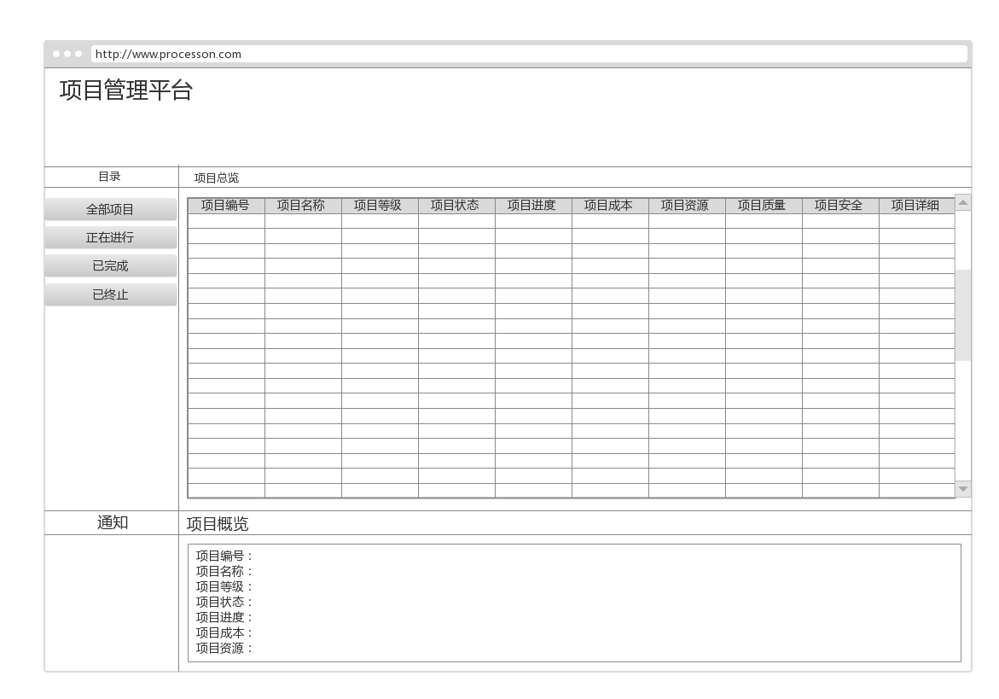 http://www.processon.com
项目管理平台
目录
项目总览
全部项目
正在进行
已完成
已终止
项目编号 项目名称 项目等级 项目状态 项目进度 项目成本 项目资源 项目质量 项目安全 项目详细
通知
项目概览
项目编号：
项目名称：
项目等级：
项目状态：
项目进度：
项目成本：
项目资源：